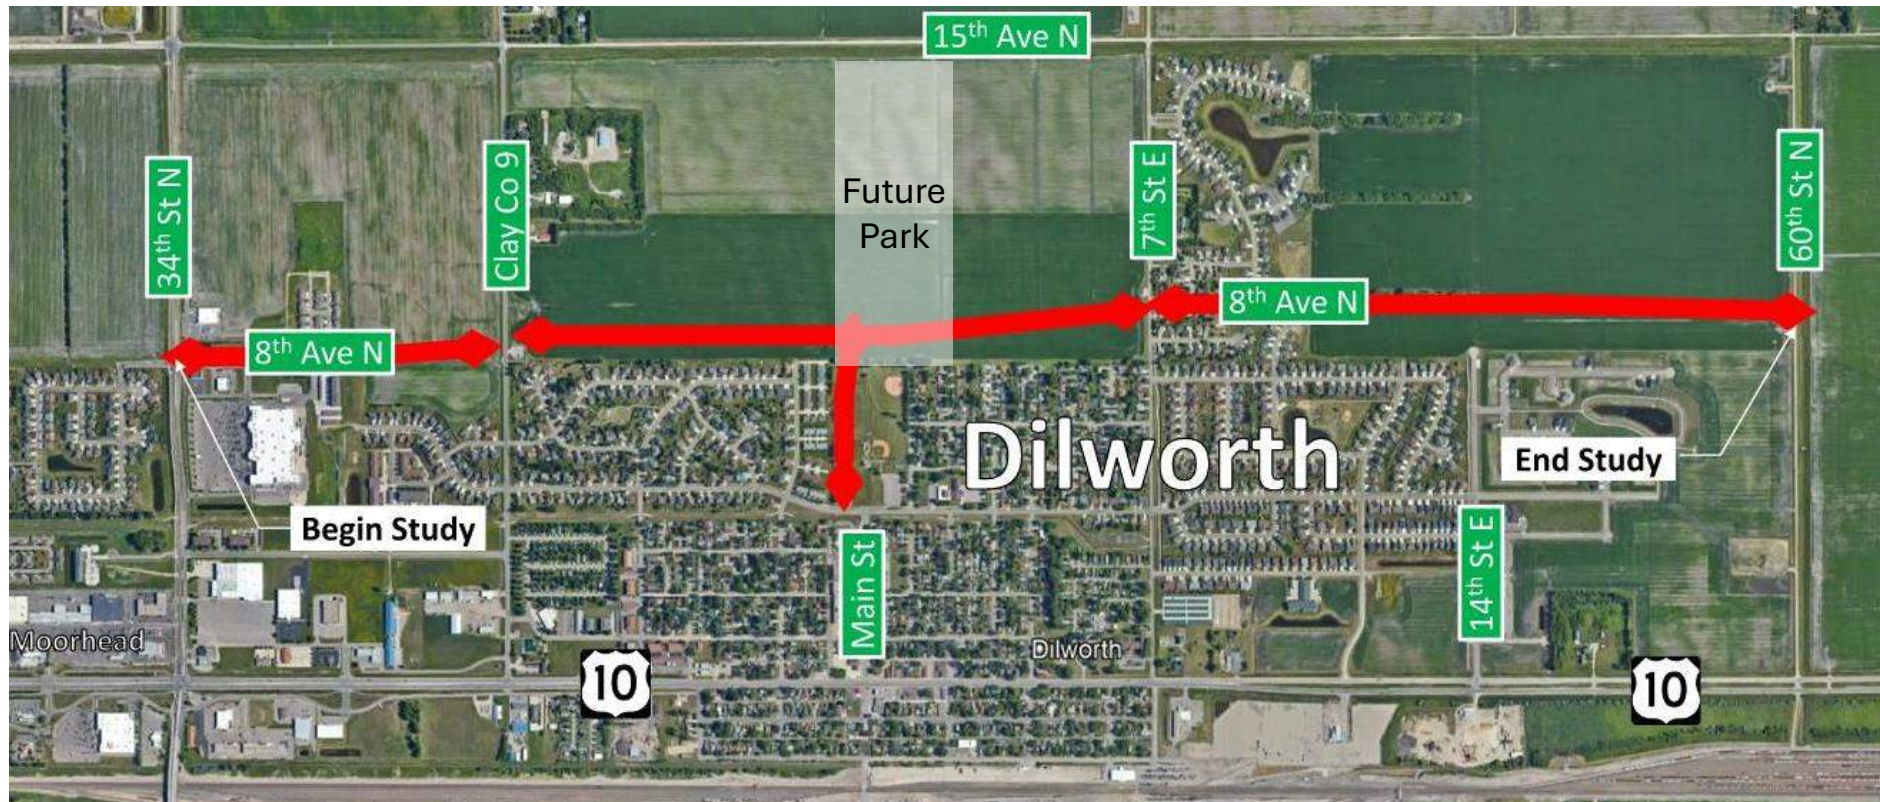 15th Ave N
34th St N
Clay Co 9
Future
Park
7th St E
60th St N
8th Ave N
8th Ave N
Dilworth
End Study
Begin Study
Main St
14th St E
Moorhead
Dilworth
10
10